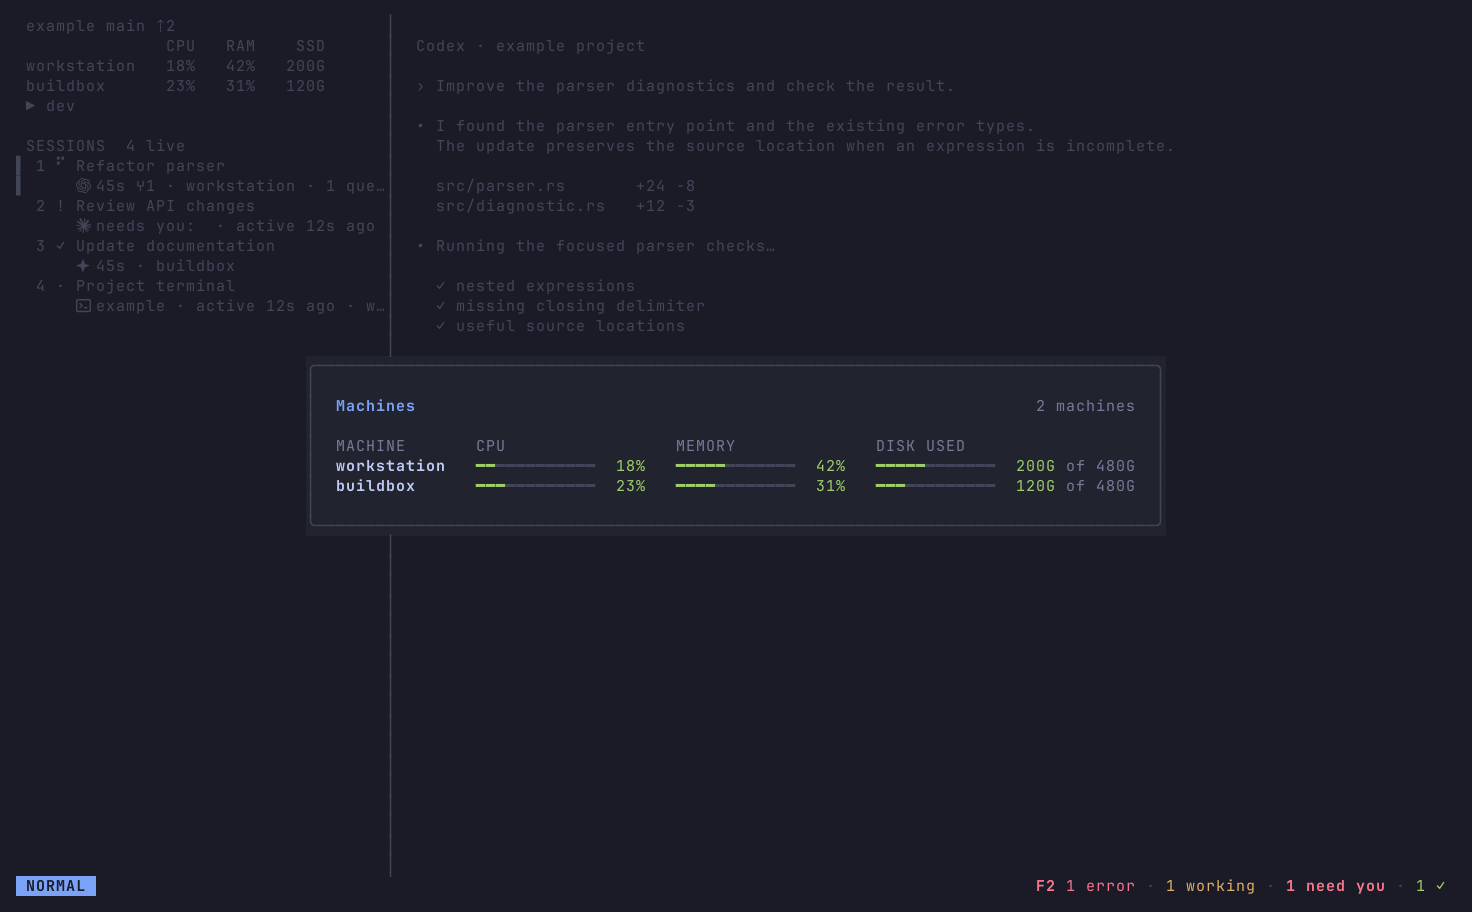 example main ↑2
CPU RAM SSD
workstation 18% 42% 200G
buildbox 23% 31% 120G
▶ dev
SESSIONS 4 live
1 ⠋ Refactor parser
45s ⑂1 · workstation · 1 que…
2 ! Review API changes
needs you: · active 12s ago
3 ✓ Update documentation
45s · buildbox
4 · Project terminal
example · active 12s ago · w…
Codex · example project
› Improve the parser diagnostics and check the result.
• I found the parser entry point and the existing error types.
The update preserves the source location when an expression is incomplete.
src/parser.rs +24 -8
src/diagnostic.rs +12 -3
• Running the focused parser checks…
✓ nested expressions
✓ missing closing delimiter
✓ useful source locations
Machines 2 machines
MACHINE CPU MEMORY DISK USED
workstation 18% 42% 200G of 480G
buildbox 23% 31% 120G of 480G
NORMAL F2 1 error · 1 working · 1 need you · 1 ✓